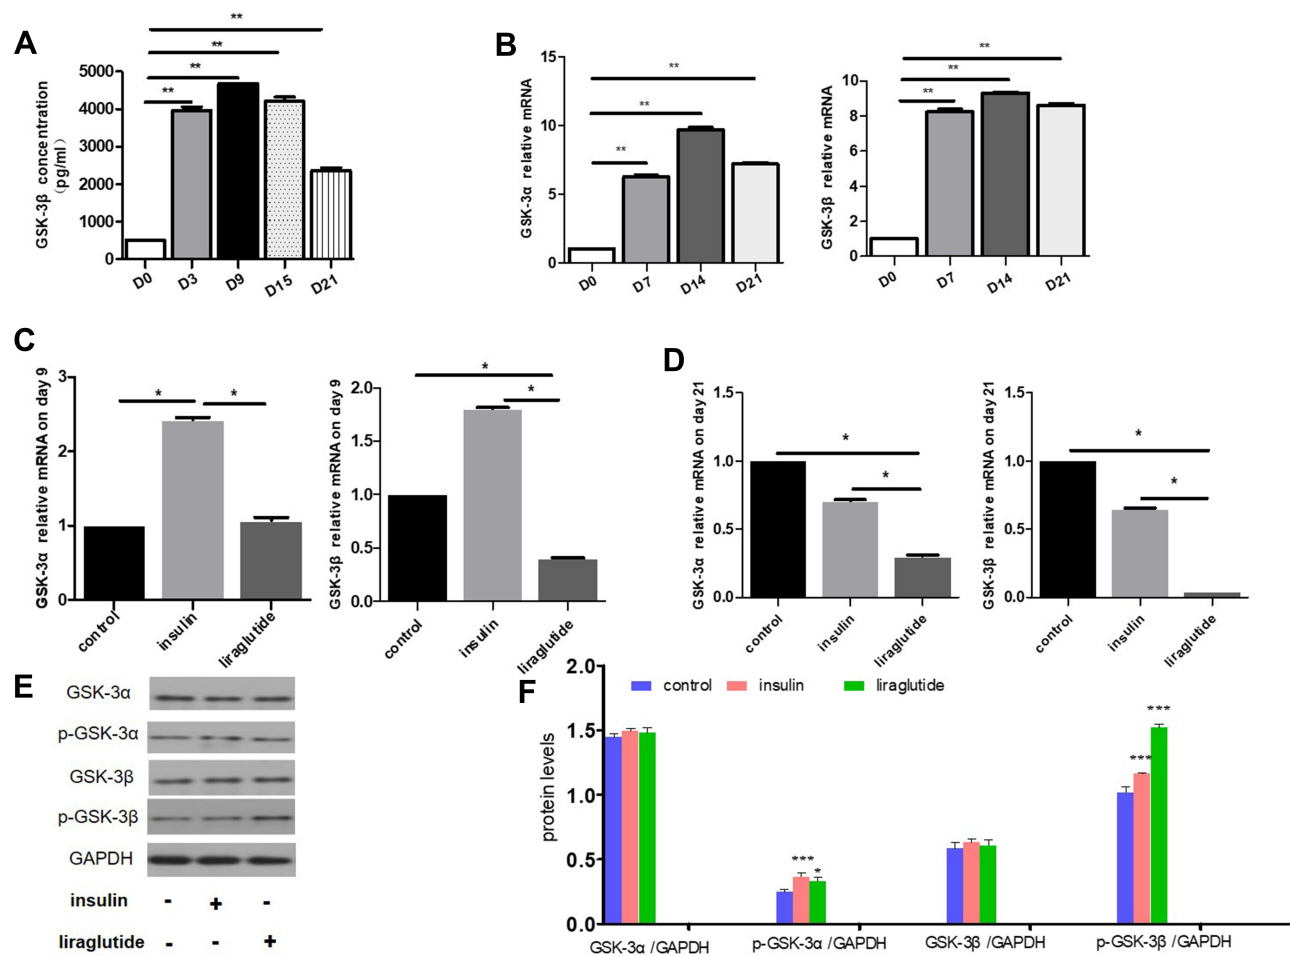 A
**
**
**
**
GSK-3β concentration
(pg/ml)
5000
4000
3000
2000
1000
0
D0 D3 D9 D15 D21
B
GSK-3α relative mRNA
15
10
5
0
**
**
**
D0 D7 D14 D21
GSK-3β relative mRNA
10
8
6
4
2
0
**
**
**
D0 D7 D14 D21
C
GSK-3α relative mRNA on day 9
3
2
1
0
* *
control insulin liraglutide
GSK-3β relative mRNA on day 9
2.0
1.5
1.0
0.5
0.0
*
*
control insulin liraglutide
D
GSK-3α relative mRNA on day 21
1.5
1.0
0.5
0.0
*
*
control insulin liraglutide
GSK-3β relative mRNA on day 21
1.5
1.0
0.5
0.0
*
*
control insulin liraglutide
E
GSK-3α
p-GSK-3α
GSK-3β
p-GSK-3β
GAPDH
insulin - + -
liraglutide - - +
F
protein levels
2.0
1.5
1.0
0.5
0.0
control insulin liraglutide
***
*
***
***
GSK-3α /GAPDH p-GSK-3α /GAPDH GSK-3β /GAPDH p-GSK-3β /GAPDH